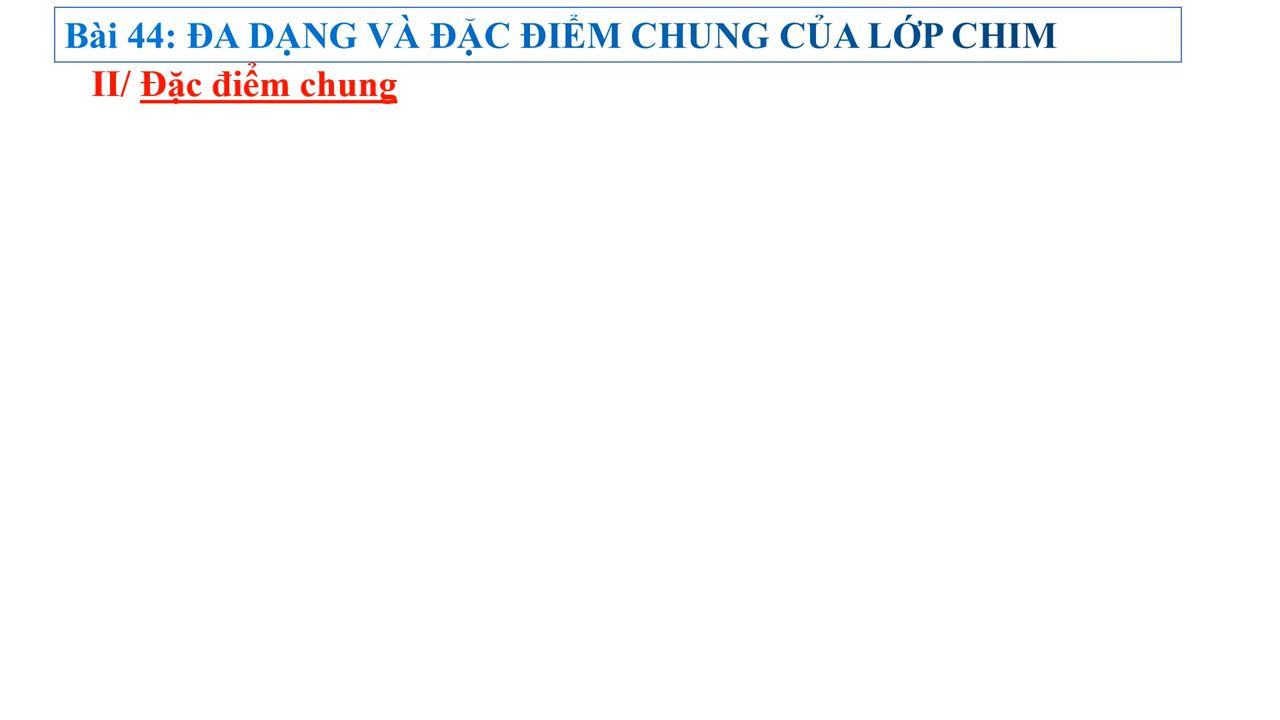 Bài 44: ĐA DẠNG VÀ ĐẶC ĐIỂM CHUNG CỦA LỚP CHIM
II/ Đặc điểm chung